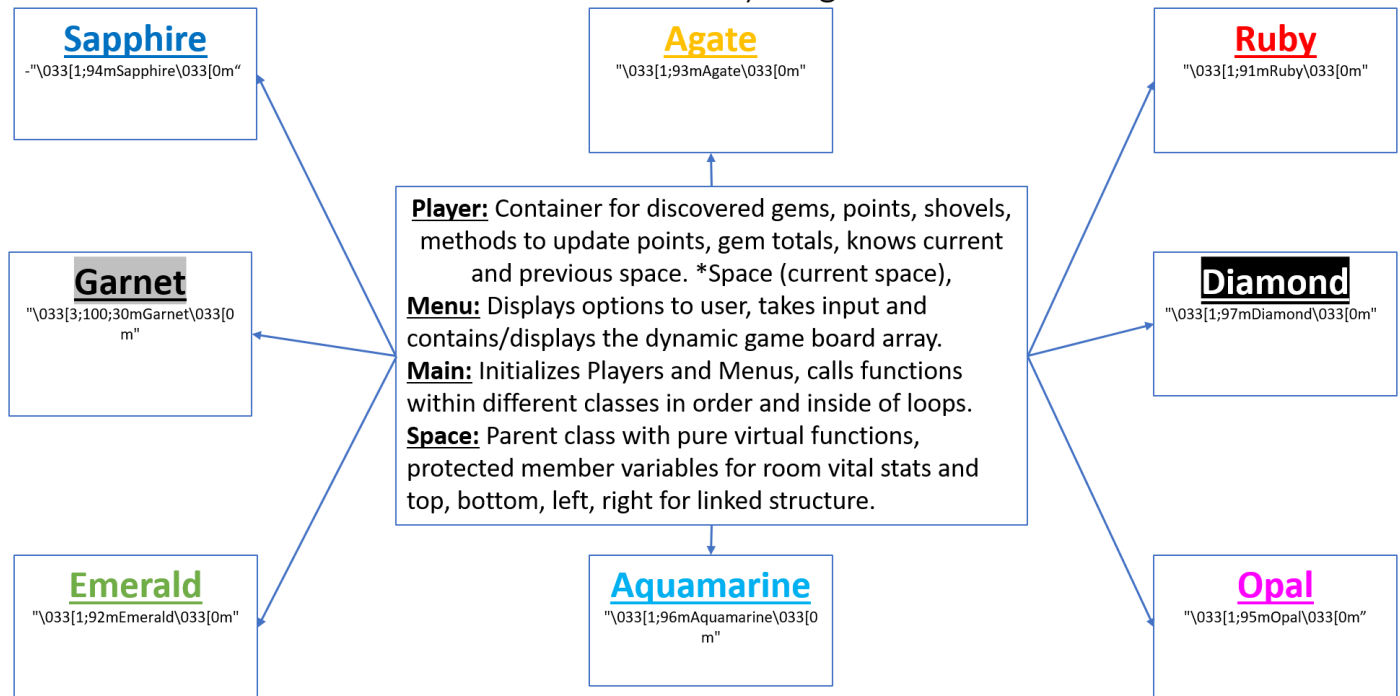 Sapphire
-"\033[1;94mSapphire\033[0m“
Agate
"\033[1;93mAgate\033[0m"
Ruby
"\033[1;91mRuby\033[0m"
Player: Container for discovered gems, points, shovels,
methods to update points, gem totals, knows current
and previous space. *Space (current space),
Menu: Displays options to user, takes input and
contains/displays the dynamic game board array.
Main: Initializes Players and Menus, calls functions
within different classes in order and inside of loops.
Space: Parent class with pure virtual functions,
protected member variables for room vital stats and
top, bottom, left, right for linked structure.
Garnet
"\033[3;100;30mGarnet\033[0
m"
Diamond
"\033[1;97mDiamond\033[0m"
Emerald
"\033[1;92mEmerald\033[0m"
Aquamarine
"\033[1;96mAquamarine\033[0
m"
Opal
"\033[1;95mOpal\033[0m”